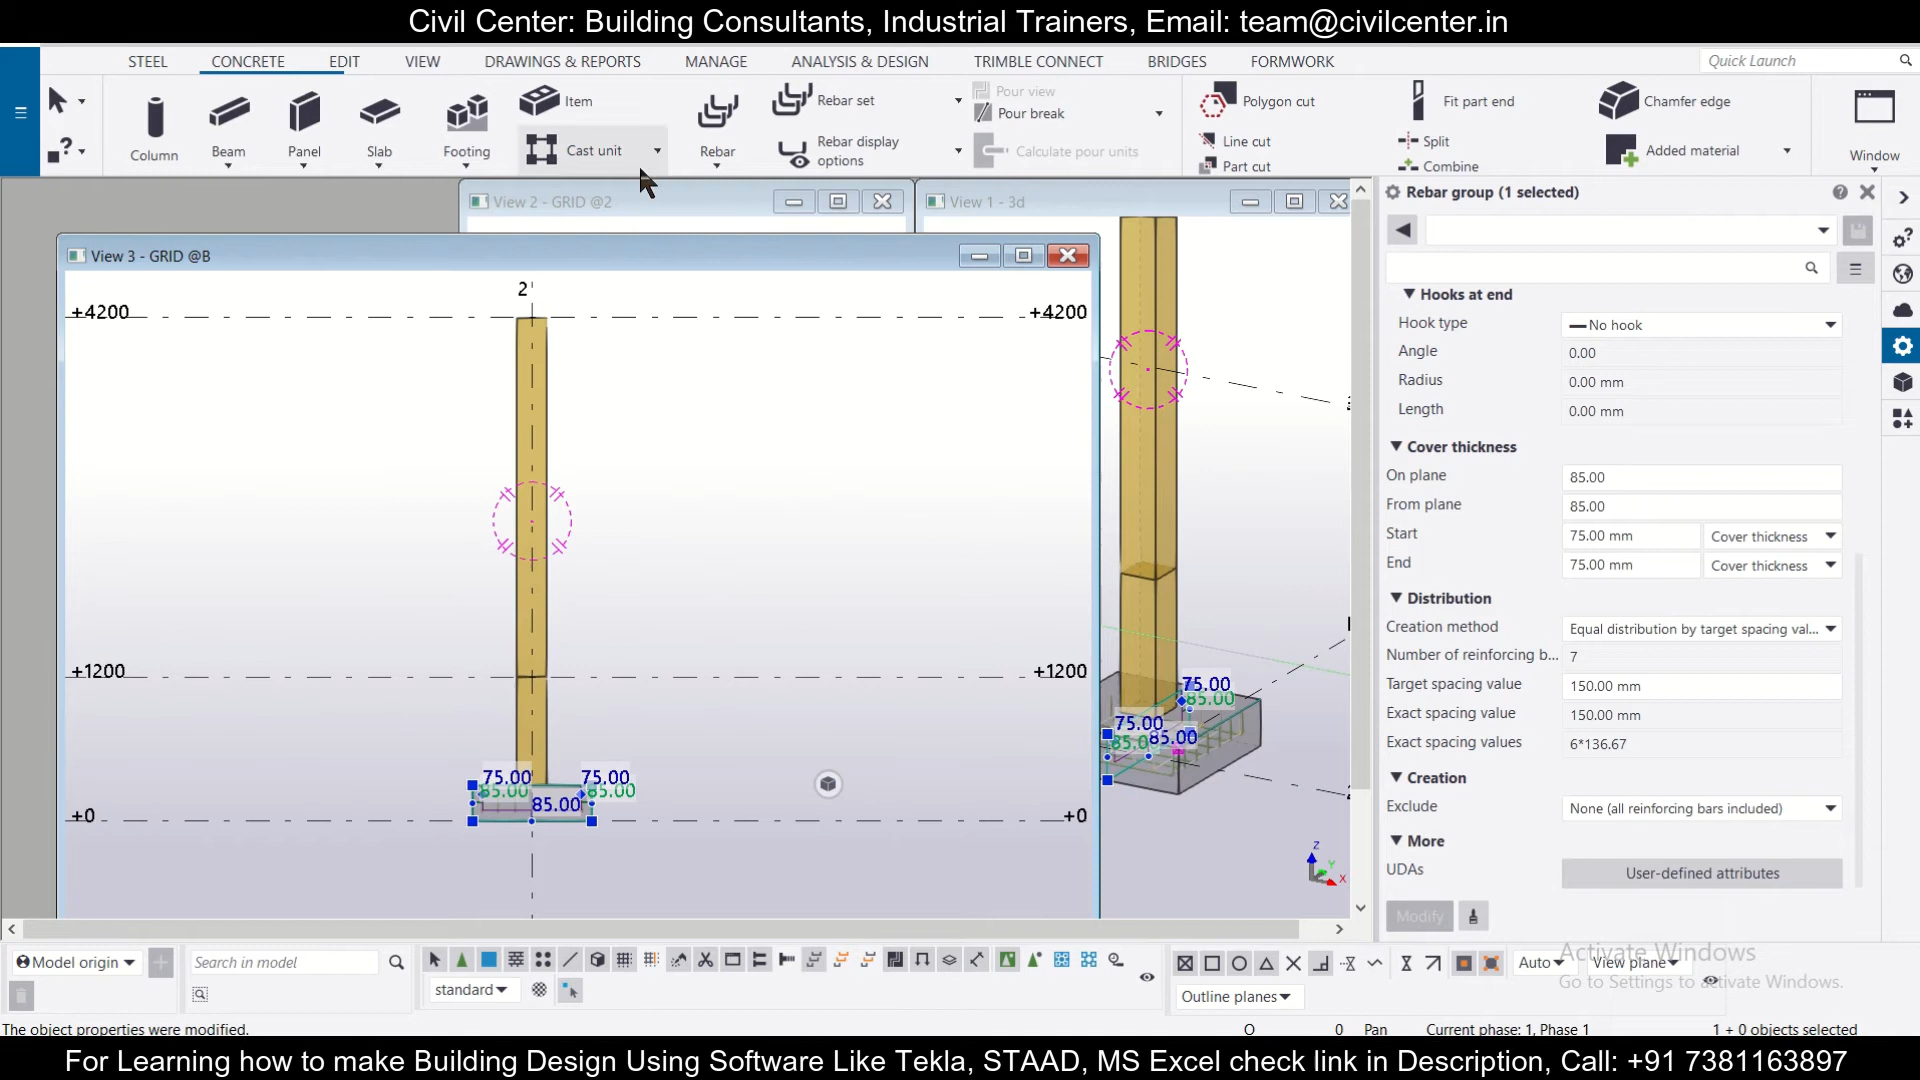 Civil Center: Building Consultants, Industrial Trainers, Email: team@civilcenter.in
STEEL CONCRETE EDIT VIEW DRAWINGS & REPORTS MANAGE ANALYSIS & DESIGN TRIMBLE CONNECT BRIDGES FORMWORK Quick Launch
Column Beam Panel Slab Footing Item Cast unit Rebar Rebar set Rebar display options Pour view Pour break Calculate pour units Polygon cut Line cut Part cut Fit part end Split Combine Chamfer edge Added material Window
View 2 - GRID @2
View 1 - 3d
View 3 - GRID @B
2
+4200 +4200
+1200 +1200
75.00 75.00
85.00 85.00
85.00
+0 +0
75.00
85.00
75.00
85.00
Z
Y
X
Rebar group (1 selected)
Hooks at end
Hook type No hook
Angle 0.00
Radius 0.00 mm
Length 0.00 mm
Cover thickness
On plane 85.00
From plane 85.00
Start 75.00 mm Cover thickness
End 75.00 mm Cover thickness
Distribution
Creation method Equal distribution by target spacing val...
Number of reinforcing b... 7
Target spacing value 150.00 mm
Exact spacing value 150.00 mm
Exact spacing values 6*136.67
Creation
Exclude None (all reinforcing bars included)
More
UDAs User-defined attributes
Modify
Model origin Search in model
standard
Auto View plane
Outline planes
Activate Windows
Go to Settings to activate Windows.
The object properties were modified. O 0 Pan Current phase: 1, Phase 1 1 + 0 objects selected
For Learning how to make Building Design Using Software Like Tekla, STAAD, MS Excel check link in Description, Call: +91 7381163897